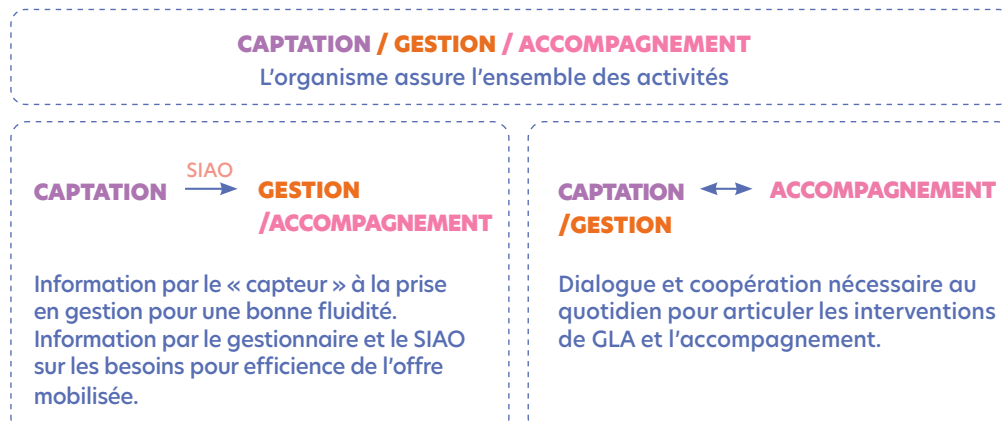 CAPTATION / GESTION / ACCOMPAGNEMENT
L'organisme assure l'ensemble des activités
SIAO
CAPTATION
GESTION
/ACCOMPAGNEMENT
Information par le « capteur » à la prise
en gestion pour une bonne fluidité.
Information par le gestionnaire et le SIAO
sur les besoins pour efficience de l'offre
mobilisée.
CAPTATION
/GESTION
ACCOMPAGNEMENT
Dialogue et coopération nécessaire au
quotidien pour articuler les interventions
de GLA et l'accompagnement.